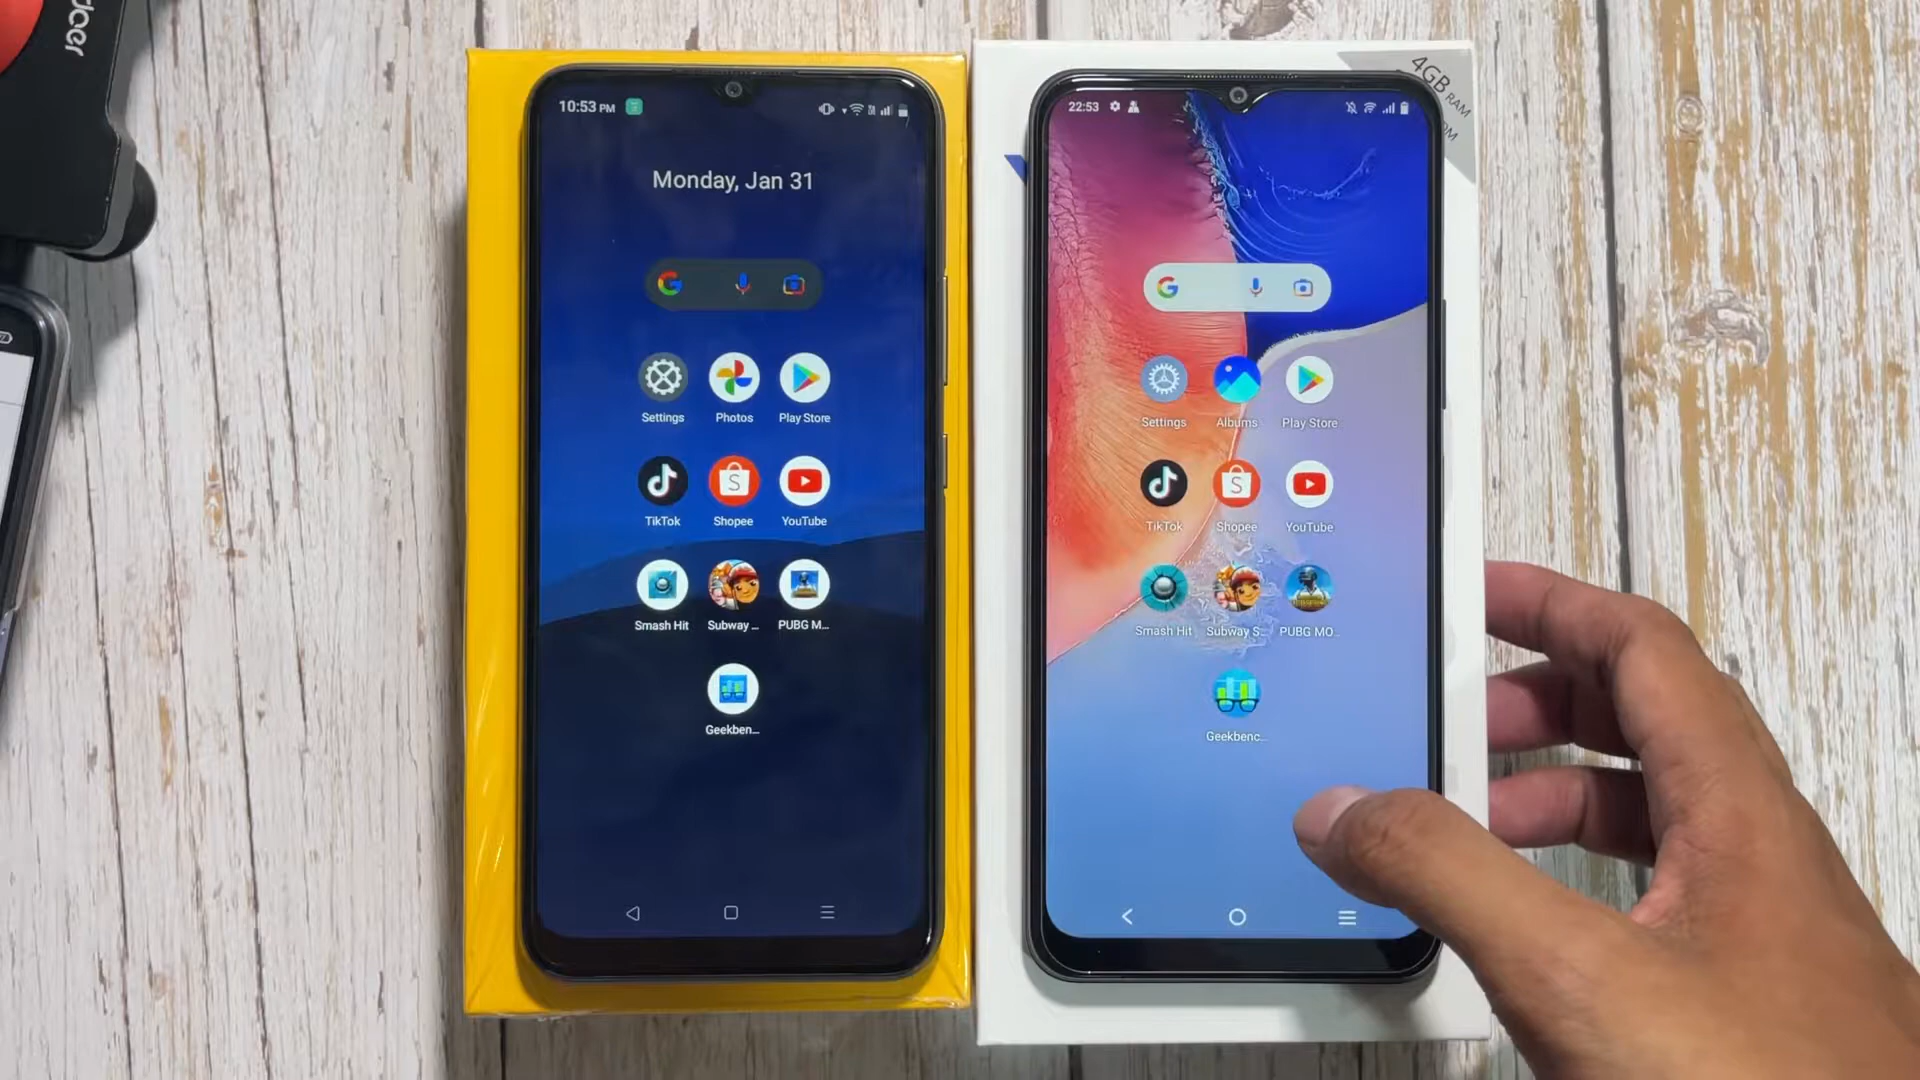 10:53 PM
Monday, Jan 31
Settings
Photos
Play Store
TikTok
Shopee
YouTube
Smash Hit
Subway ...
PUBG M...
Geekben...
4GB RAM
22:53
Settings
Albums
Play Store
TikTok
Shopee
YouTube
Smash Hit
Subway S...
PUBG MO...
Geekbenc...